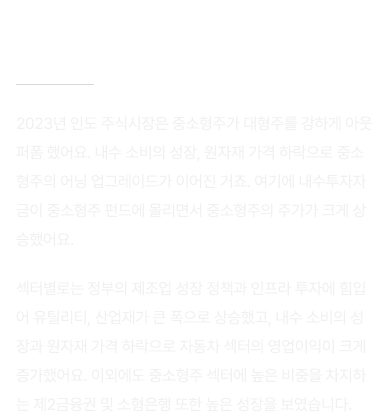 2023년 인도 주식시장은 중소형주가 대형주를 강하게 아웃
퍼폼 했어요. 내수 소비의 성장, 원자재 가격 하락으로 중소
형주의 어닝 업그레이드가 이어진 거죠. 여기에 내수투자자
금이 중소형주 펀드에 몰리면서 중소형주의 주가가 크게 상
승했어요.
섹터별로는 정부의 제조업 성장 정책과 인프라 투자에 힘입
어 유틸리티, 산업재가 큰 폭으로 상승했고, 내수 소비의 성
장과 원자재 가격 하락으로 자동차 섹터의 영업이익이 크게
증가했어요. 이외에도 중소형주 섹터에 높은 비중을 차지하
는 제2금융권 및 소형은행 또한 높은 성장을 보였습니다.